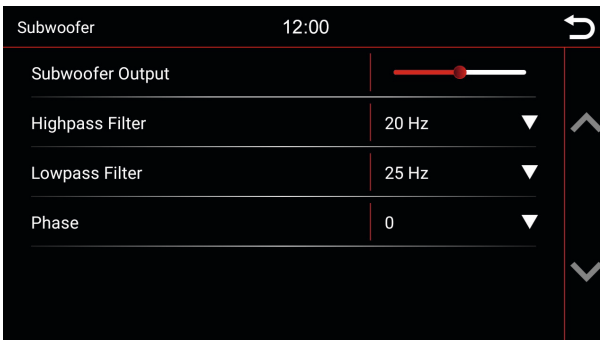 Subwoofer 12:00
Subwoofer Output
Highpass Filter 20 Hz
Lowpass Filter 25 Hz
Phase 0